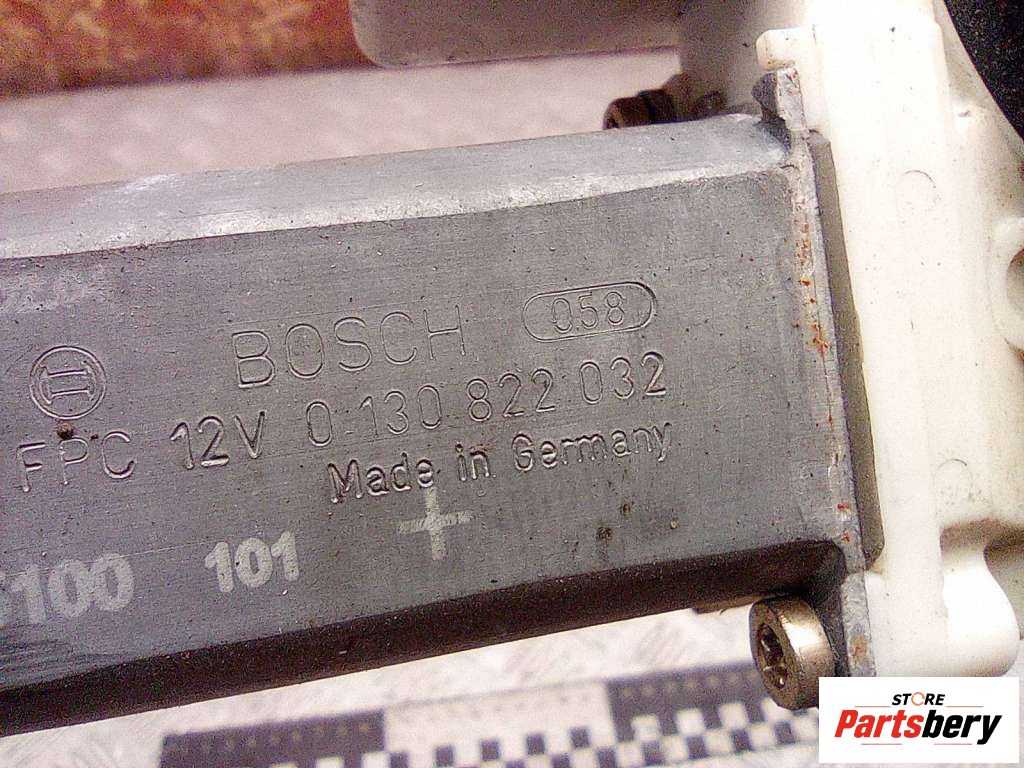 BOSCH 058
FPC 12V 0 130 822 032
Made in Germany
100 101
STORE
Partsbery